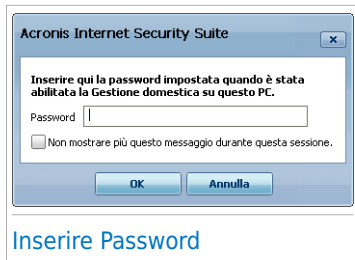 Acronis Internet Security Suite
Inserire qui la password impostata quando è stata
abilitata la Gestione domestica su questo PC.
Password
Non mostrare più questo messaggio durante questa sessione.
OK Annulla
Inserire Password